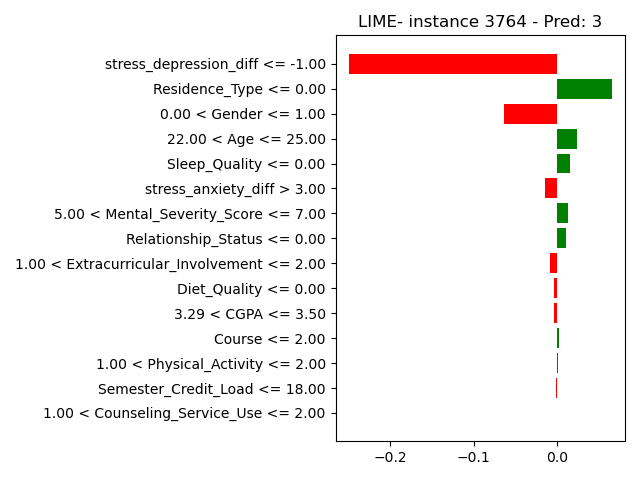 LIME- instance 3764 - Pred: 3
stress_depression_diff <= -1.00
Residence_Type <= 0.00
0.00 < Gender <= 1.00
22.00 < Age <= 25.00
Sleep_Quality <= 0.00
stress_anxiety_diff > 3.00
5.00 < Mental_Severity_Score <= 7.00
Relationship_Status <= 0.00
1.00 < Extracurricular_Involvement <= 2.00
Diet_Quality <= 0.00
3.29 < CGPA <= 3.50
Course <= 2.00
1.00 < Physical_Activity <= 2.00
Semester_Credit_Load <= 18.00
1.00 < Counseling_Service_Use <= 2.00
−0.2 −0.1 0.0